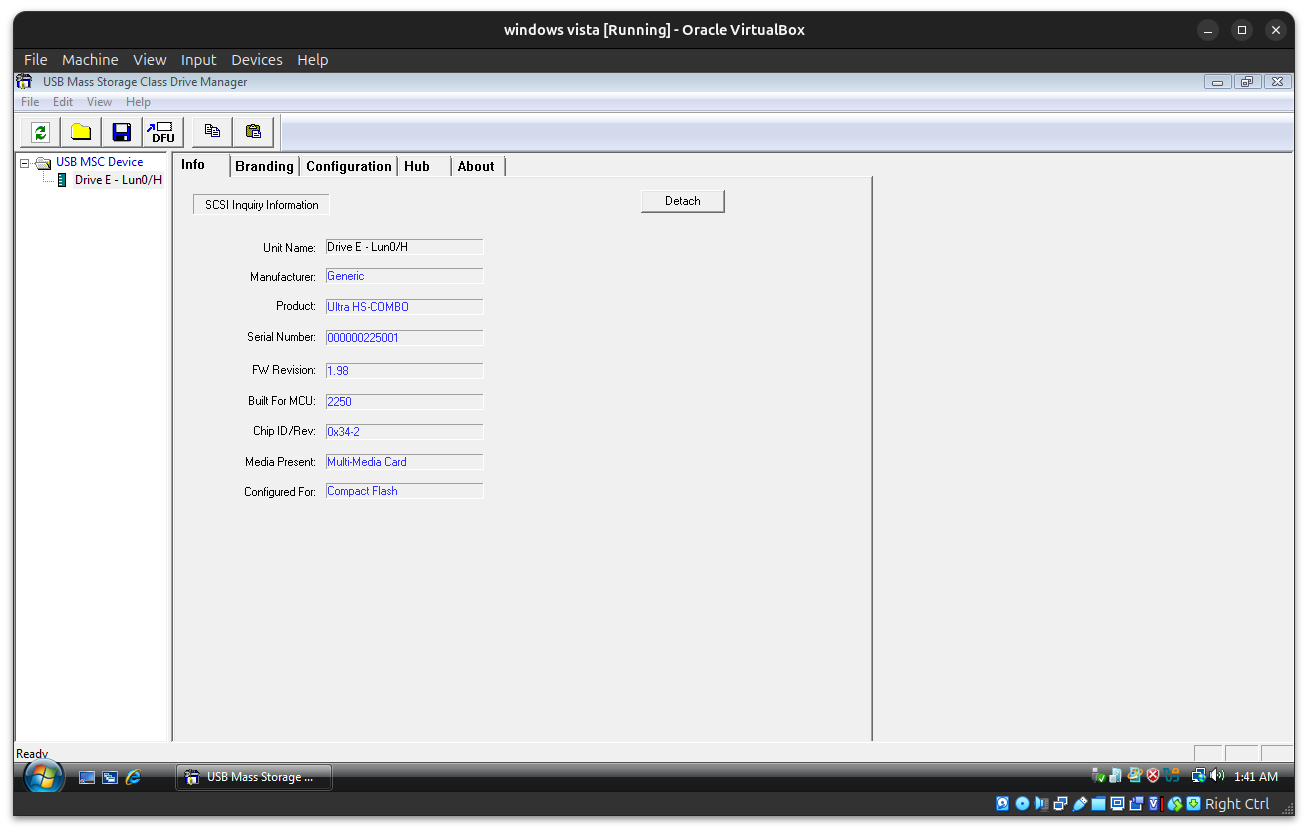 windows vista [Running] - Oracle VirtualBox
File Machine View Input Devices Help
USB Mass Storage Class Drive Manager
File Edit View Help
DFU
USB MSC Device
Drive E - Lun0/H
Info Branding Configuration Hub About
SCSI Inquiry Information
Detach
Unit Name: Drive E - Lun0/H
Manufacturer: Generic
Product: Ultra HS-COMBO
Serial Number: 000000225001
FW Revision: 1.98
Built For MCU: 2250
Chip ID/Rev: 0x34-2
Media Present: Multi-Media Card
Configured For: Compact Flash
Ready
USB Mass Storage ...
1:41 AM
Right Ctrl